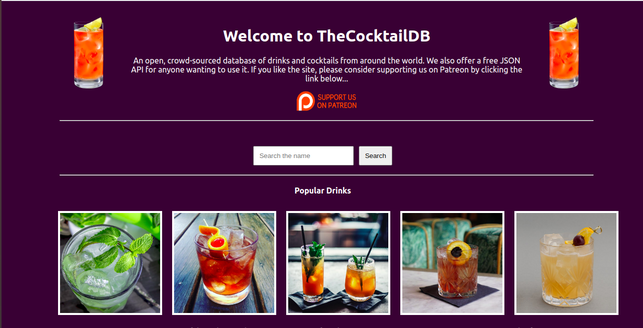 Welcome to TheCocktailDB
An open, crowd-sourced database of drinks and cocktails from around the world. We also offer a free JSON
API for anyone wanting to use it. If you like the site, please consider supporting us on Patreon by clicking the
link below...
SUPPORT US
ON PATREON
Search the name
Search
Popular Drinks